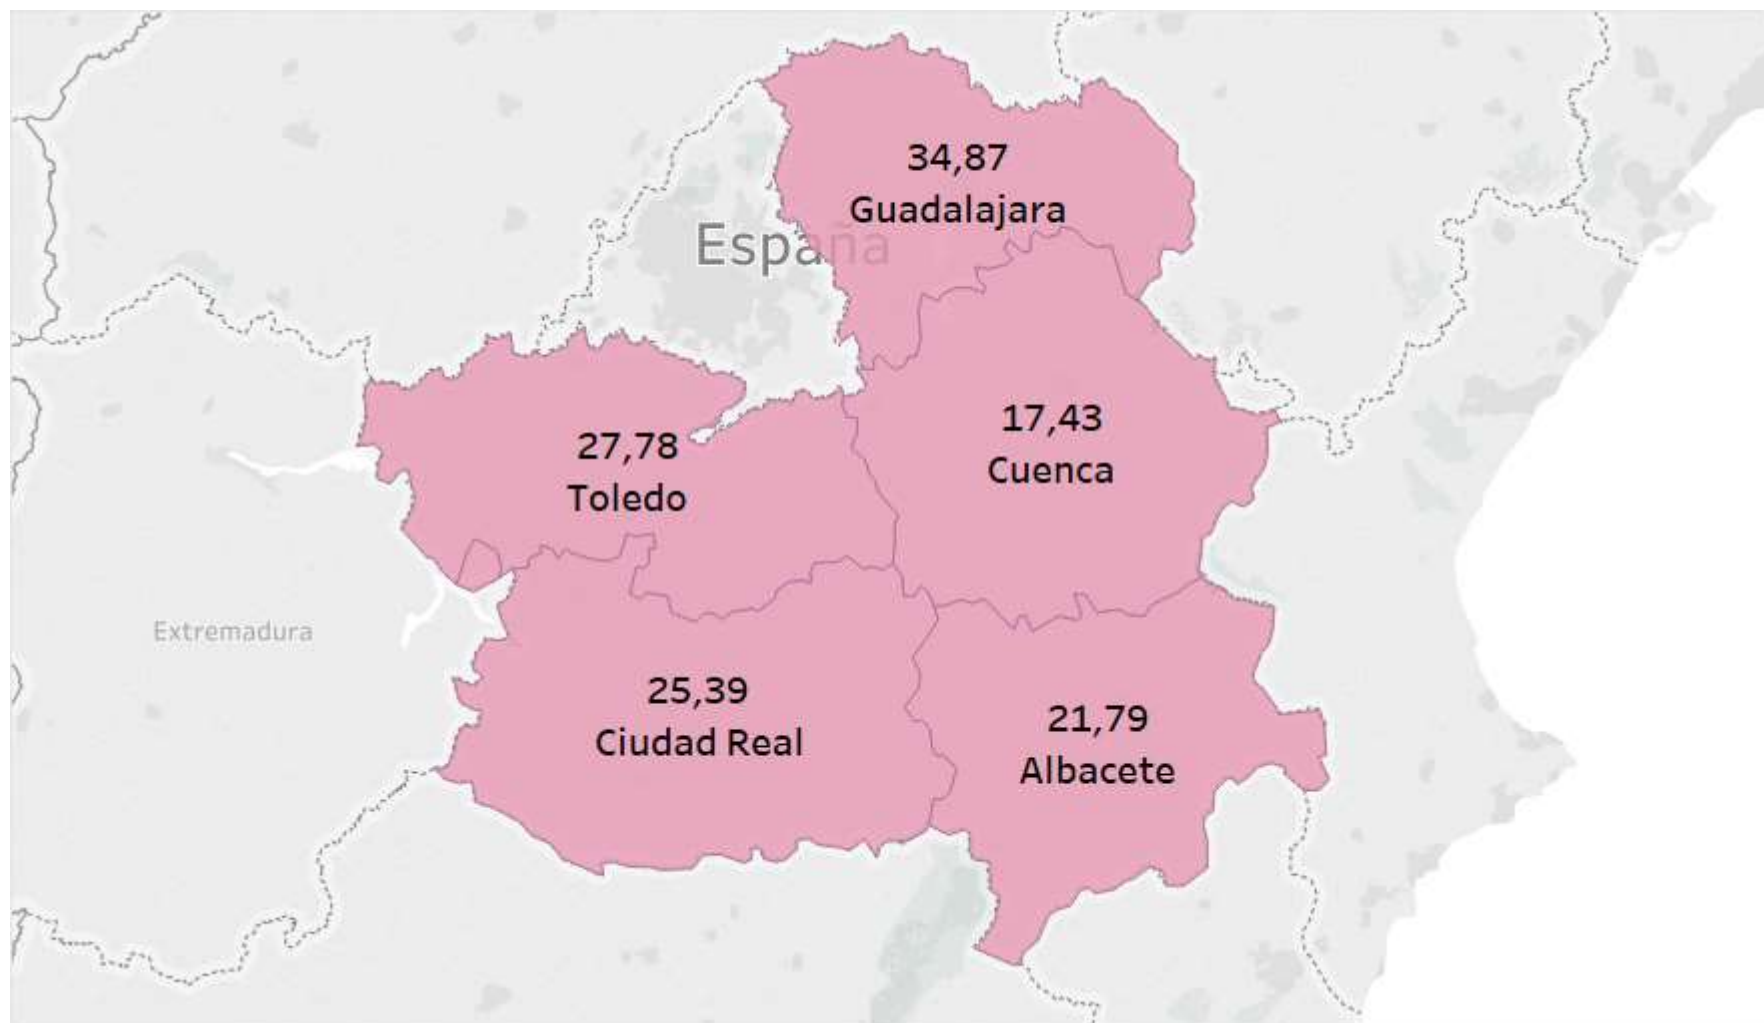 34,87
Guadalajara
España
17,43
Cuenca
27,78
Toledo
Extremadura
25,39
Ciudad Real
21,79
Albacete